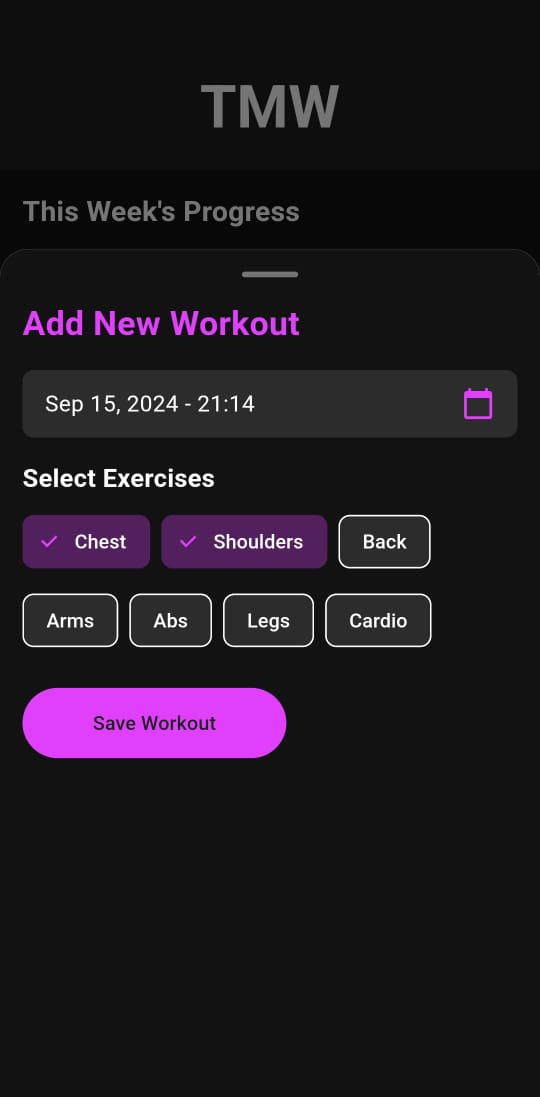 TMW
This Week's Progress
Add New Workout
Sep 15, 2024 - 21:14
Select Exercises
Chest Shoulders Back
Arms Abs Legs Cardio
Save Workout